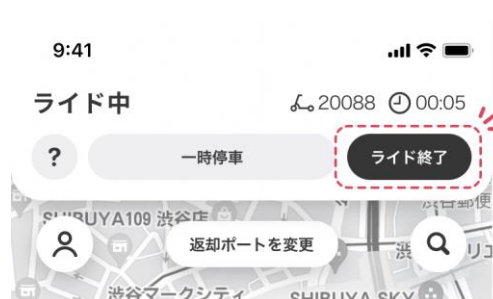 9:41
ライド中
20088 00:05
?
一時停車
ライド終了
SHIBUYA109 渋谷店
返却ポートを変更
渋谷マークシティ
SHIBUYA SKY